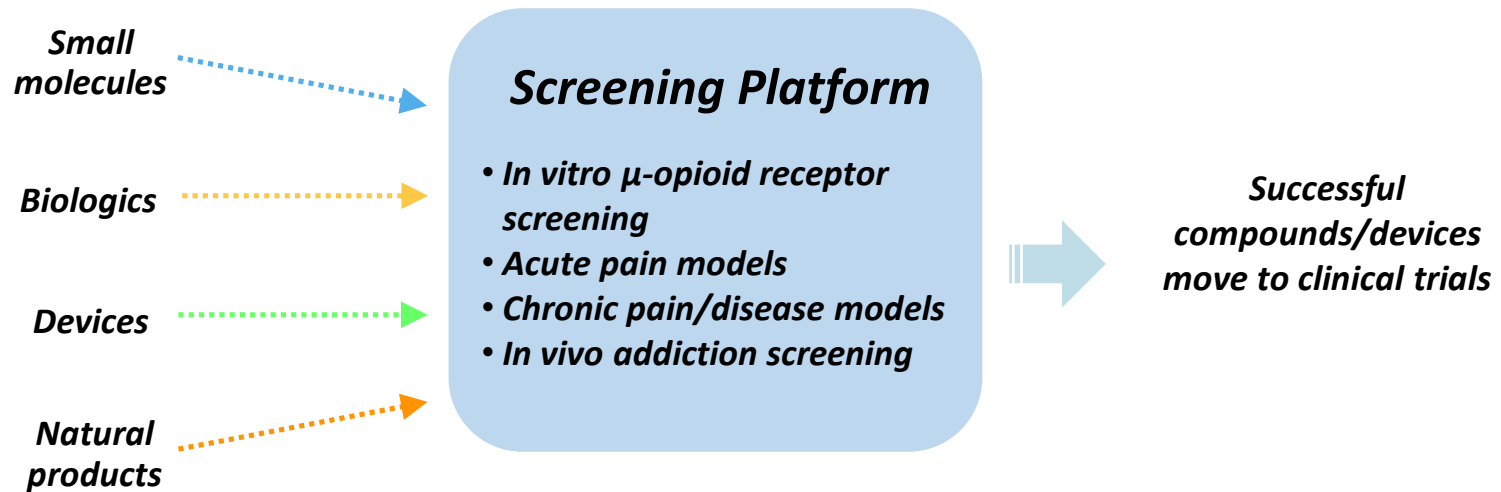 Small
molecules
Biologics
Devices
Natural
products
Screening Platform
• In vitro μ-opioid receptor
screening
• Acute pain models
• Chronic pain/disease models
• In vivo addiction screening
Successful
compounds/devices
move to clinical trials